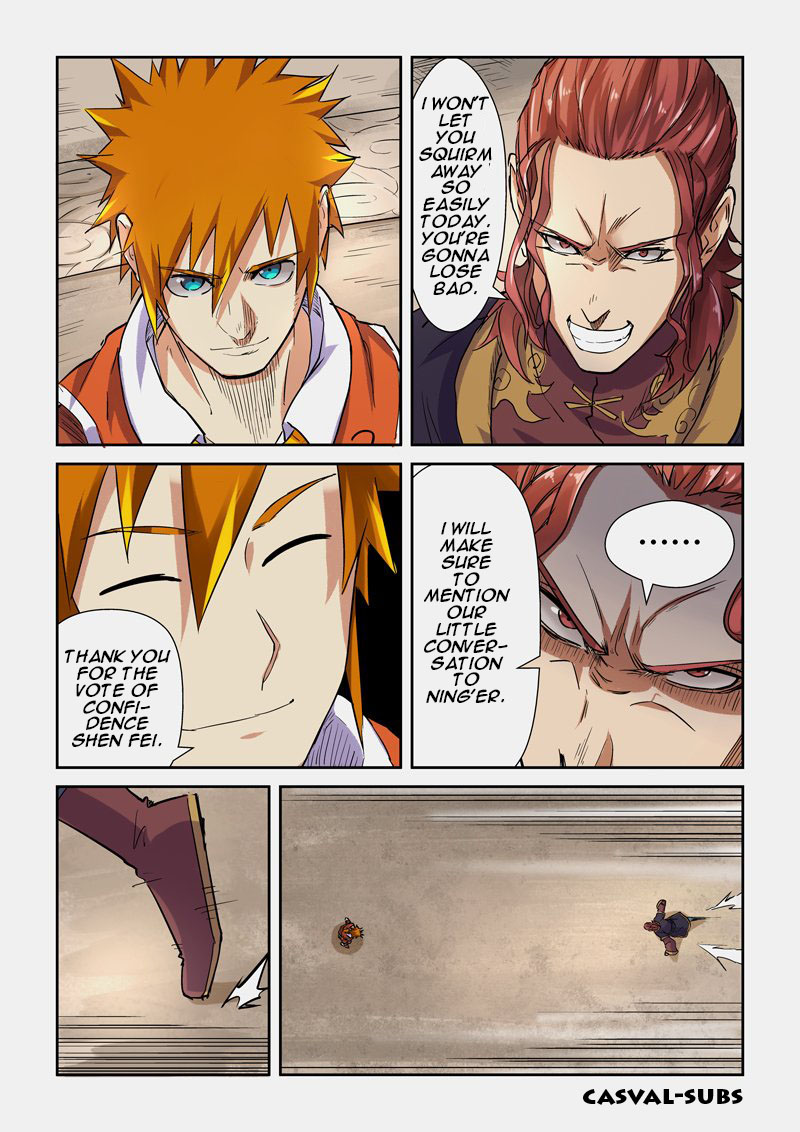 I WON'T
LET
YOU
SQUIRM
AWAY
SO
EASILY
TODAY.
YOU'RE
GONNA
LOSE
BAD.
THANK YOU
FOR THE
VOTE OF
CONFI-
DENCE
SHEN FEI.
I WILL
MAKE
SURE
TO
MENTION
OUR
LITTLE
CONVER-
SATION
TO
NING'ER.
••••••
CASVAL-SUBS